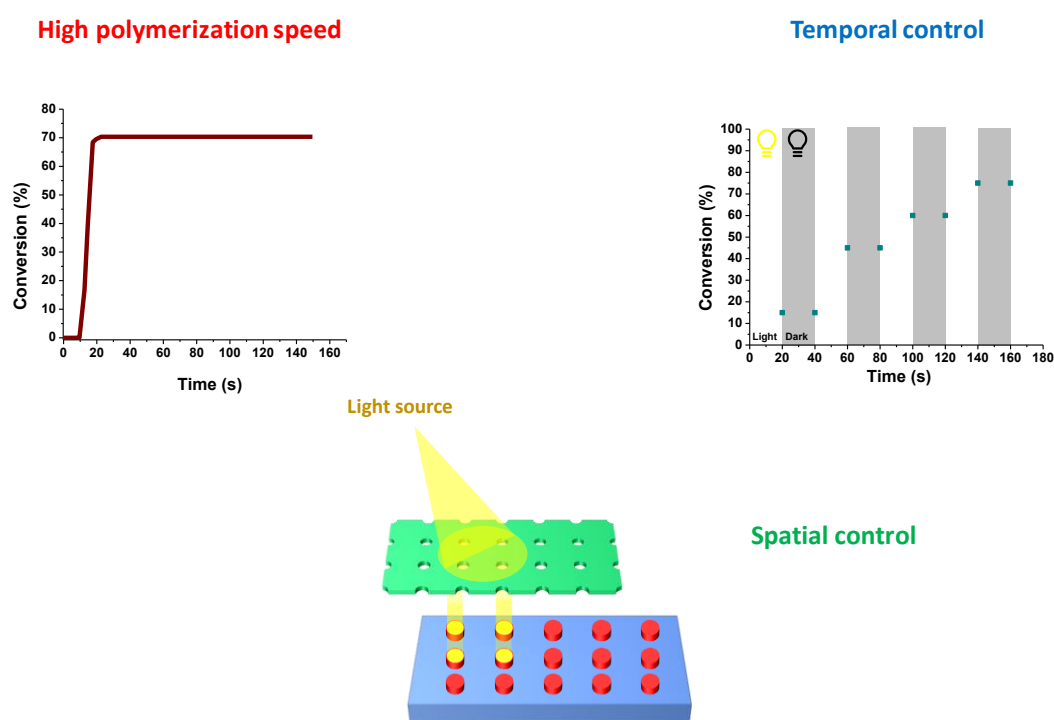 High polymerization speed
Temporal control
80
70
60
50
40
30
20
10
0
Conversion (%)
0 20 40 60 80 100 120 140 160
Time (s)
100
90
80
70
60
50
40
30
20
10
0
Conversion (%)
Light Dark
0 20 40 60 80 100 120 140 160 180
Time (s)
Light source
Spatial control